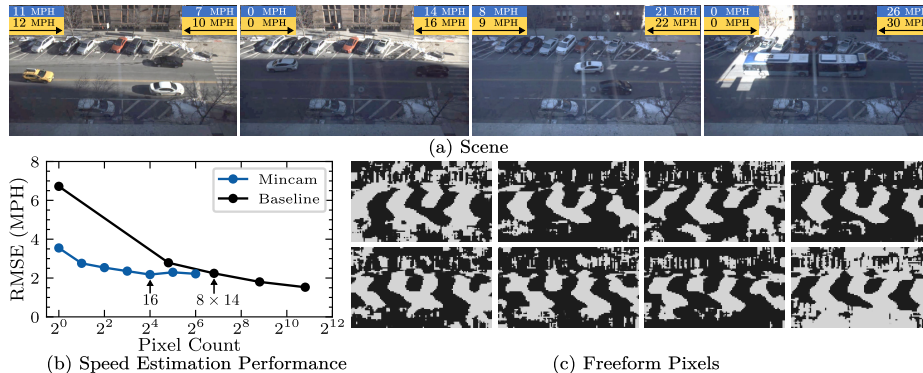 11 MPH 7 MPH 0 MPH 14 MPH 8 MPH 21 MPH 0 MPH 26 MPH
12 MPH 10 MPH 0 MPH 16 MPH 9 MPH 22 MPH 0 MPH 30 MPH
(a) Scene
8
6
4
2
0
RMSE (MPH)
Mincam
Baseline
16
8 × 14
2^0 2^2 2^4 2^6 2^8 2^10 2^12
Pixel Count
(b) Speed Estimation Performance
(c) Freeform Pixels